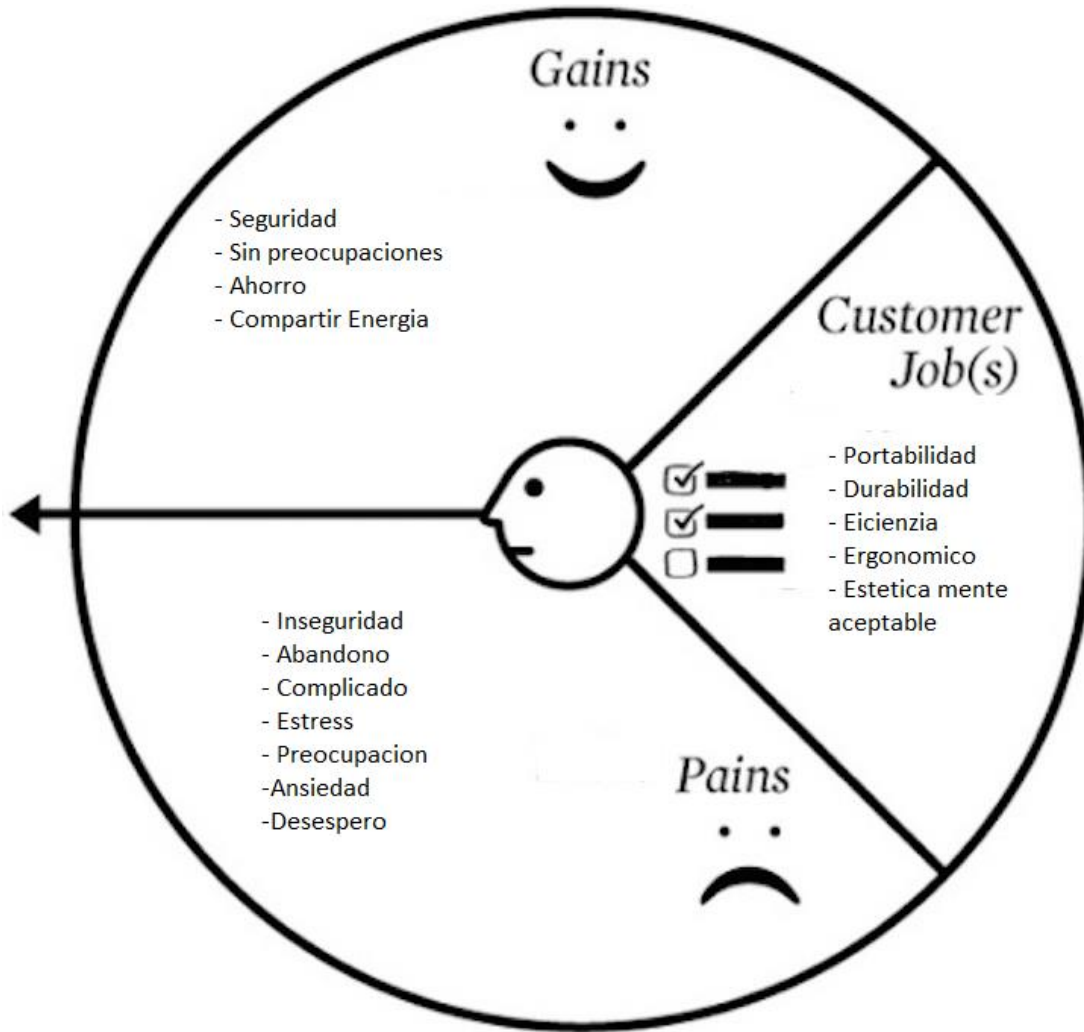 Gains
- Seguridad
- Sin preocupaciones
- Ahorro
- Compartir Energia
Customer
Job(s)
- Portabilidad
- Durabilidad
- Eicienzia
- Ergonomico
- Estetica mente
aceptable
- Inseguridad
- Abandono
- Complicado
- Estress
- Preocupacion
-Ansiedad
-Desespero
Pains